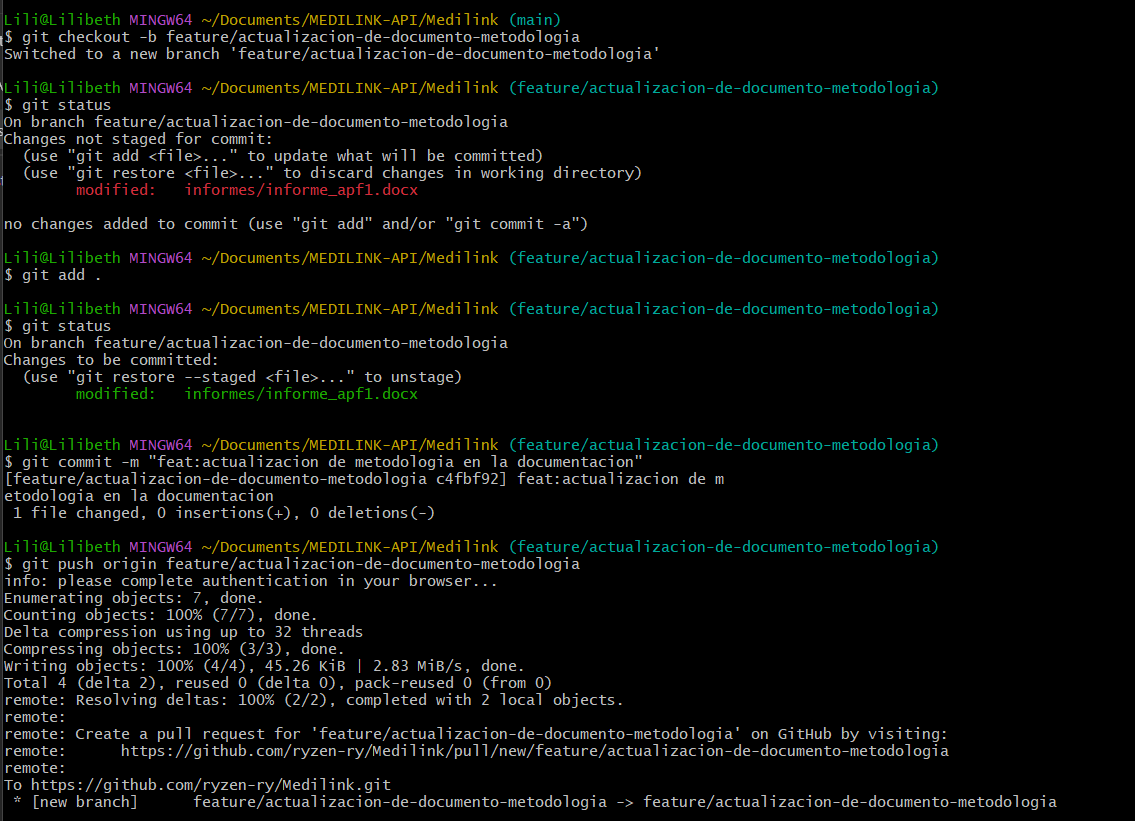 Lili@Lilibeth MINGW64 ~/Documents/MEDILINK-API/Medilink (main)
$ git checkout -b feature/actualizacion-de-documento-metodologia
Switched to a new branch 'feature/actualizacion-de-documento-metodologia'
Lili@Lilibeth MINGW64 ~/Documents/MEDILINK-API/Medilink (feature/actualizacion-de-documento-metodologia)
$ git status
On branch feature/actualizacion-de-documento-metodologia
Changes not staged for commit:
  (use "git add <file>..." to update what will be committed)
  (use "git restore <file>..." to discard changes in working directory)
        modified:   informes/informe_apf1.docx
no changes added to commit (use "git add" and/or "git commit -a")
Lili@Lilibeth MINGW64 ~/Documents/MEDILINK-API/Medilink (feature/actualizacion-de-documento-metodologia)
$ git add .
Lili@Lilibeth MINGW64 ~/Documents/MEDILINK-API/Medilink (feature/actualizacion-de-documento-metodologia)
$ git status
On branch feature/actualizacion-de-documento-metodologia
Changes to be committed:
  (use "git restore --staged <file>..." to unstage)
        modified:   informes/informe_apf1.docx
Lili@Lilibeth MINGW64 ~/Documents/MEDILINK-API/Medilink (feature/actualizacion-de-documento-metodologia)
$ git commit -m "feat:actualizacion de metodologia en la documentacion"
[feature/actualizacion-de-documento-metodologia c4fbf92] feat:actualizacion de m
etodologia en la documentacion
 1 file changed, 0 insertions(+), 0 deletions(-)
Lili@Lilibeth MINGW64 ~/Documents/MEDILINK-API/Medilink (feature/actualizacion-de-documento-metodologia)
$ git push origin feature/actualizacion-de-documento-metodologia
info: please complete authentication in your browser...
Enumerating objects: 7, done.
Counting objects: 100% (7/7), done.
Delta compression using up to 32 threads
Compressing objects: 100% (3/3), done.
Writing objects: 100% (4/4), 45.26 KiB | 2.83 MiB/s, done.
Total 4 (delta 2), reused 0 (delta 0), pack-reused 0 (from 0)
remote: Resolving deltas: 100% (2/2), completed with 2 local objects.
remote:
remote: Create a pull request for 'feature/actualizacion-de-documento-metodologia' on GitHub by visiting:
remote:      https://github.com/ryzen-ry/Medilink/pull/new/feature/actualizacion-de-documento-metodologia
remote:
To https://github.com/ryzen-ry/Medilink.git
 * [new branch]      feature/actualizacion-de-documento-metodologia -> feature/actualizacion-de-documento-metodologia